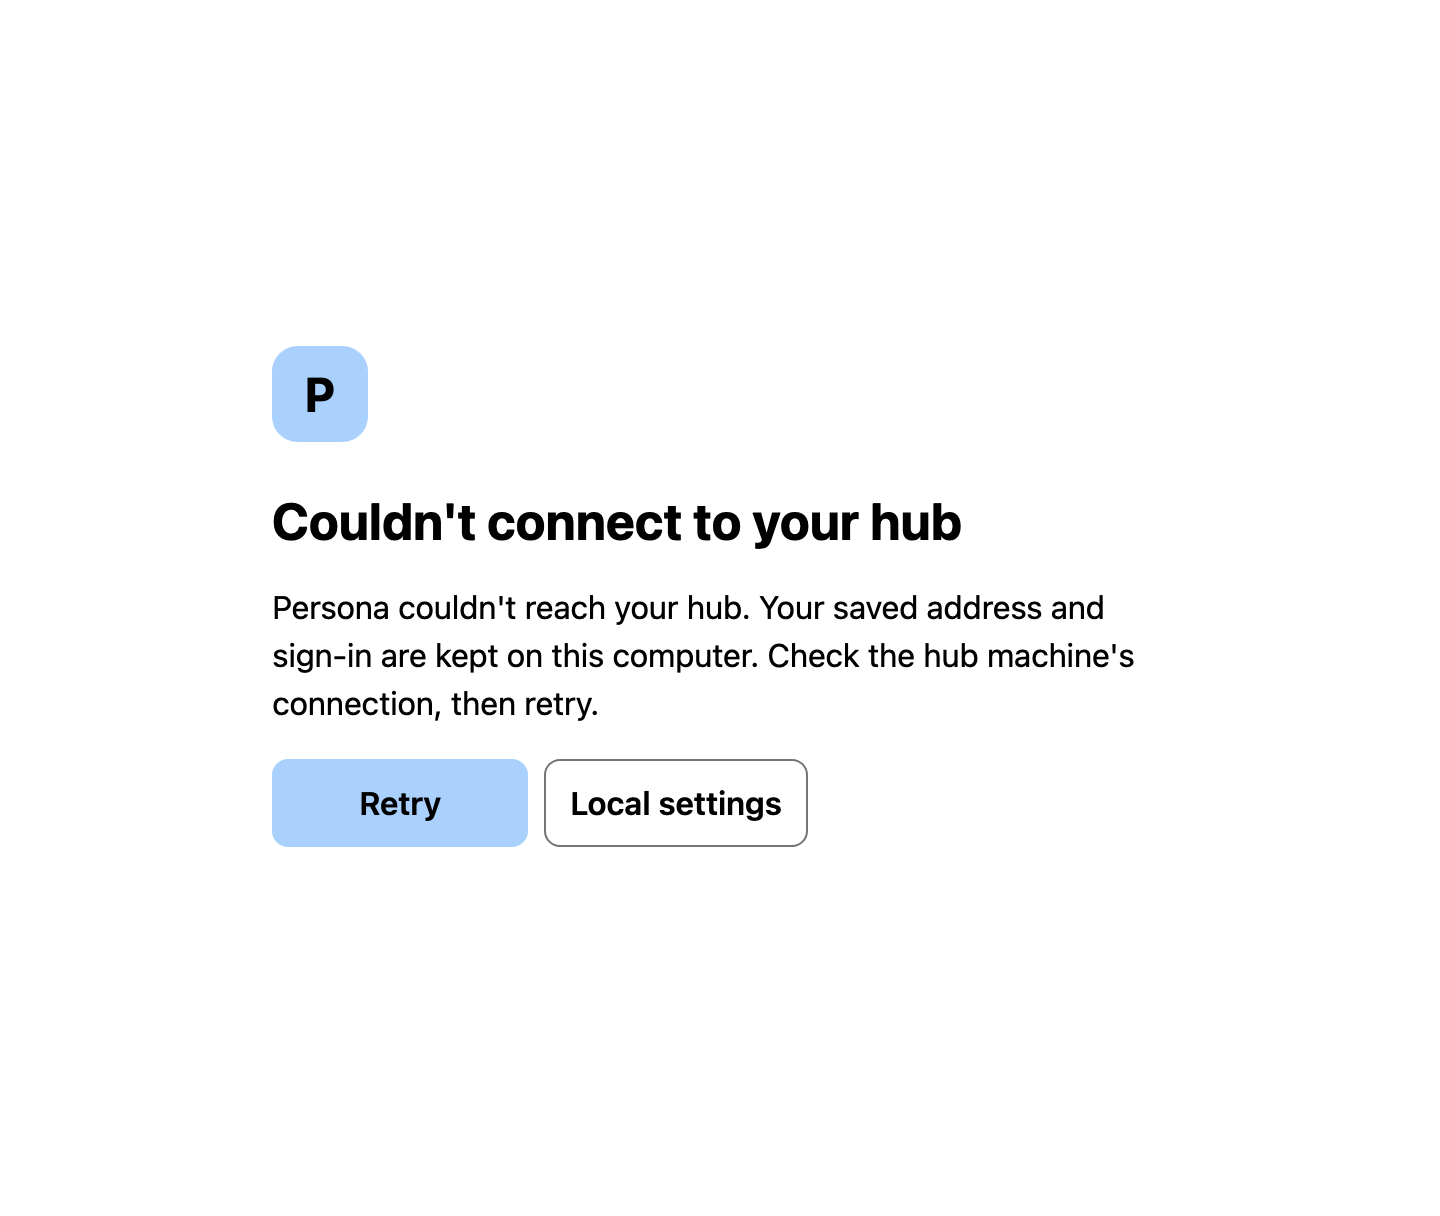 P
Couldn't connect to your hub
Persona couldn't reach your hub. Your saved address and
sign-in are kept on this computer. Check the hub machine's
connection, then retry.
Retry
Local settings